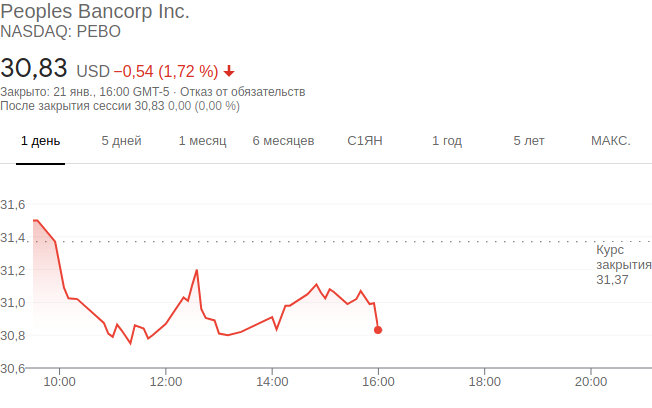 Peoples Bancorp Inc.
NASDAQ: PEBO
30,83 USD −0,54 (1,72 %)
Закрыто: 21 янв., 16:00 GMT-5 · Отказ от обязательств
После закрытия сессии 30,83 0,00 (0,00 %)
1 день 5 дней 1 месяц 6 месяцев С1ЯН 1 год 5 лет МАКС.
31,6
31,4
Курс
закрытия
31,37
31,2
31,0
30,8
30,6
10:00 12:00 14:00 16:00 18:00 20:00